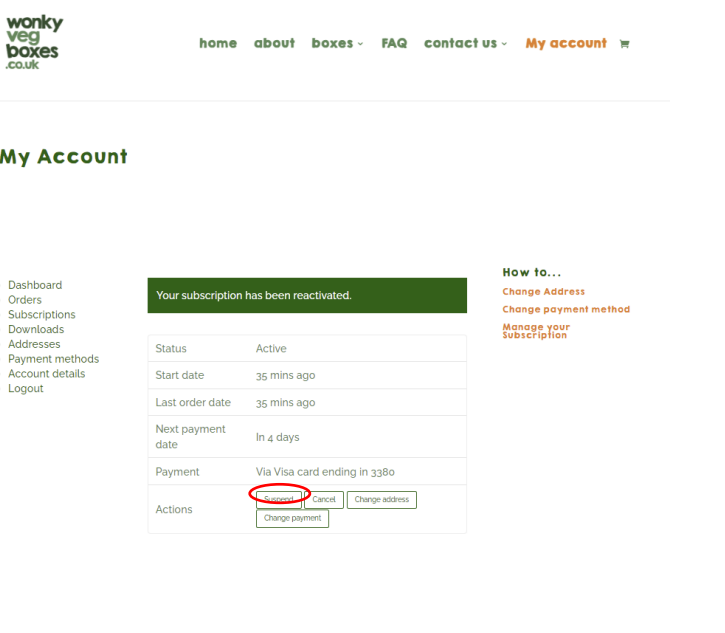 wonky
veg
boxes
.co.uk
home about boxes FAQ contact us My account
My Account
Dashboard
Orders
Subscriptions
Downloads
Addresses
Payment methods
Account details
Logout
Your subscription has been reactivated.
Status Active
Start date 35 mins ago
Last order date 35 mins ago
Next payment
date
In 4 days
Payment Via Visa card ending in 3380
Actions
Suspend Cancel Change address
Change payment
How to...
Change Address
Change payment method
Manage your
Subscription